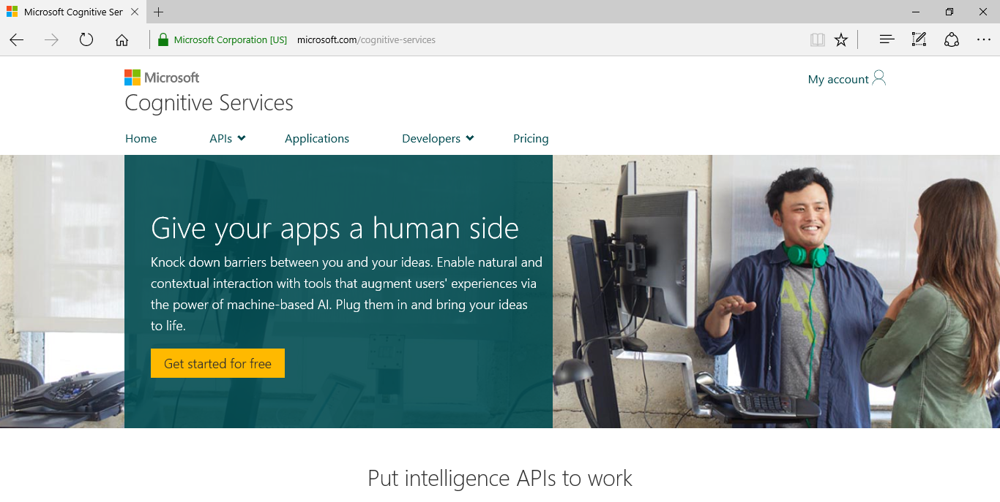 Microsoft Cognitive Ser
Microsoft Corporation [US] microsoft.com/cognitive-services
Microsoft
My account
Cognitive Services
Home APIs Applications Developers Pricing
Give your apps a human side
Knock down barriers between you and your ideas. Enable natural and
contextual interaction with tools that augment users' experiences via
the power of machine-based AI. Plug them in and bring your ideas
to life.
Get started for free
Put intelligence APIs to work